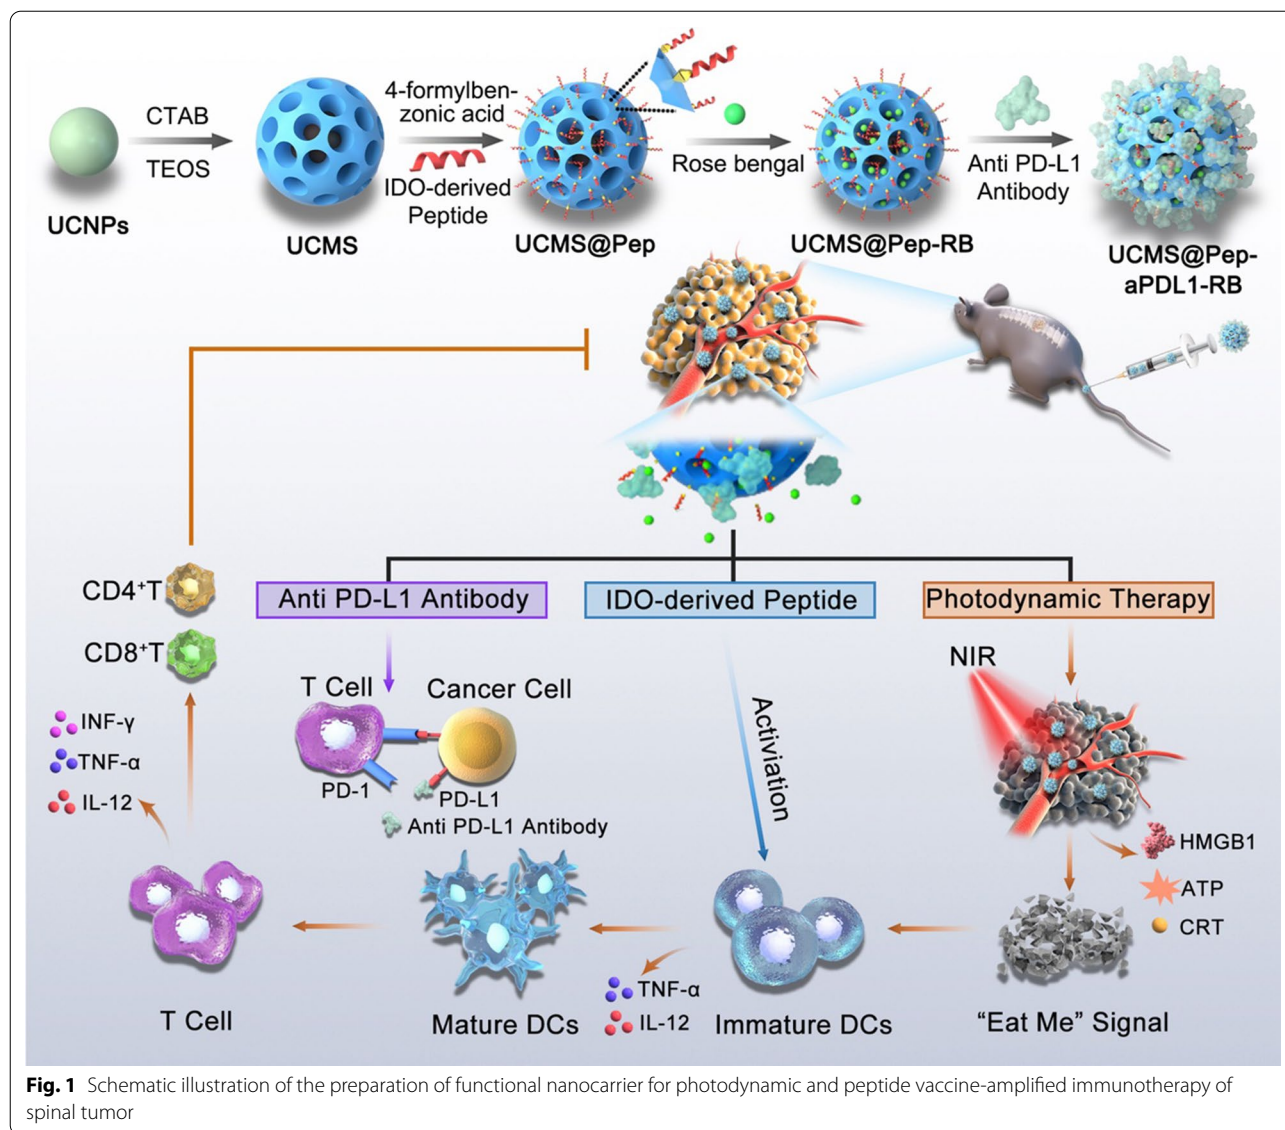 CTAB
TEOS
UCNPs
UCMS
4-formylben-
zonic acid
IDO-derived
Peptide
UCMS@Pep
Rose bengal
UCMS@Pep-RB
Anti PD-L1
Antibody
UCMS@Pep-
aPDL1-RB
Anti PD-L1 Antibody
IDO-derived Peptide
Photodynamic Therapy
CD4⁺T
CD8⁺T
INF-γ
TNF-α
IL-12
T Cell
Cancer Cell
PD-1
PD-L1
Anti PD-L1 Antibody
Activiation
NIR
HMGB1
ATP
CRT
T Cell
Mature DCs
TNF-α
IL-12
Immature DCs
“Eat Me” Signal
Fig. 1 Schematic illustration of the preparation of functional nanocarrier for photodynamic and peptide vaccine-amplified immunotherapy of
spinal tumor